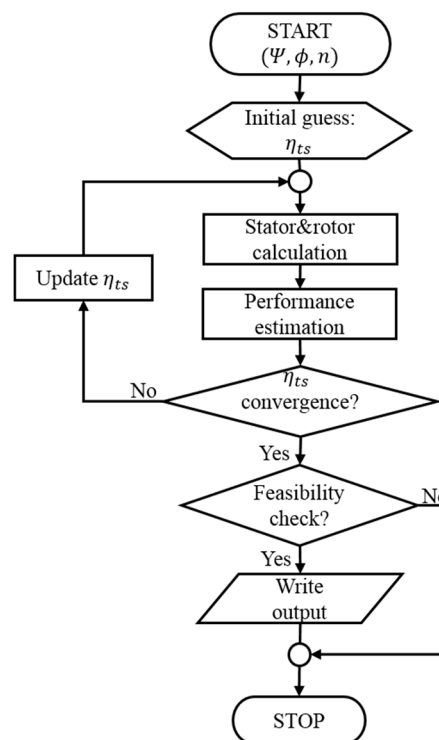 START
(Ψ, ϕ, n)
Initial guess:
η_ts
Stator&rotor
calculation
Update η_ts
Performance
estimation
η_ts
convergence?
No
Yes
Feasibility
check?
No
Yes
Write
output
STOP